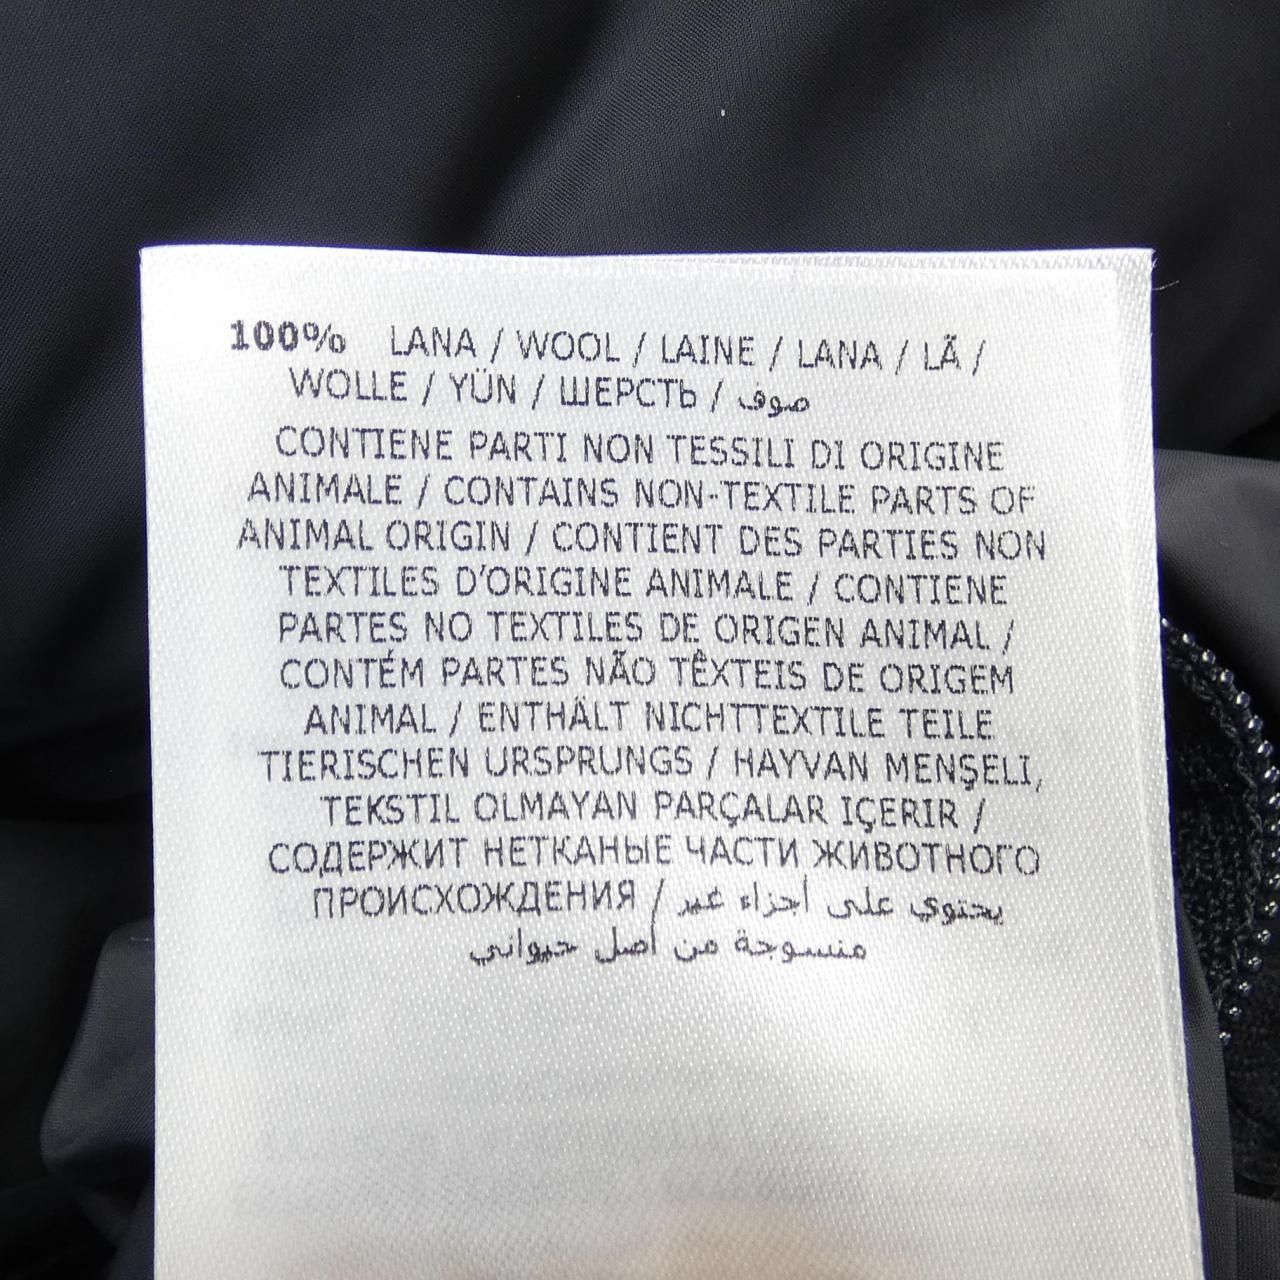 100% LANA / WOOL / LAINE / LANA / LÃ /
WOLLE / YÜN / ШЕРСТЬ / صوف
CONTIENE PARTI NON TESSILI DI ORIGINE
ANIMALE / CONTAINS NON-TEXTILE PARTS OF
ANIMAL ORIGIN / CONTIENT DES PARTIES NON
TEXTILES D'ORIGINE ANIMALE / CONTIENE
PARTES NO TEXTILES DE ORIGEN ANIMAL /
CONTÉM PARTES NÃO TÊXTEIS DE ORIGEM
ANIMAL / ENTHÄLT NICHTTEXTILE TEILE
TIERISCHEN URSPRUNGS / HAYVAN MENŞELI,
TEKSTIL OLMAYAN PARÇALAR IÇERIR /
СОДЕРЖИТ НЕТКАНЫЕ ЧАСТИ ЖИВОТНОГО
ПРОИСХОЖДЕНИЯ / يحتوي على أجزاء غير
منسوجة من أصل حيواني